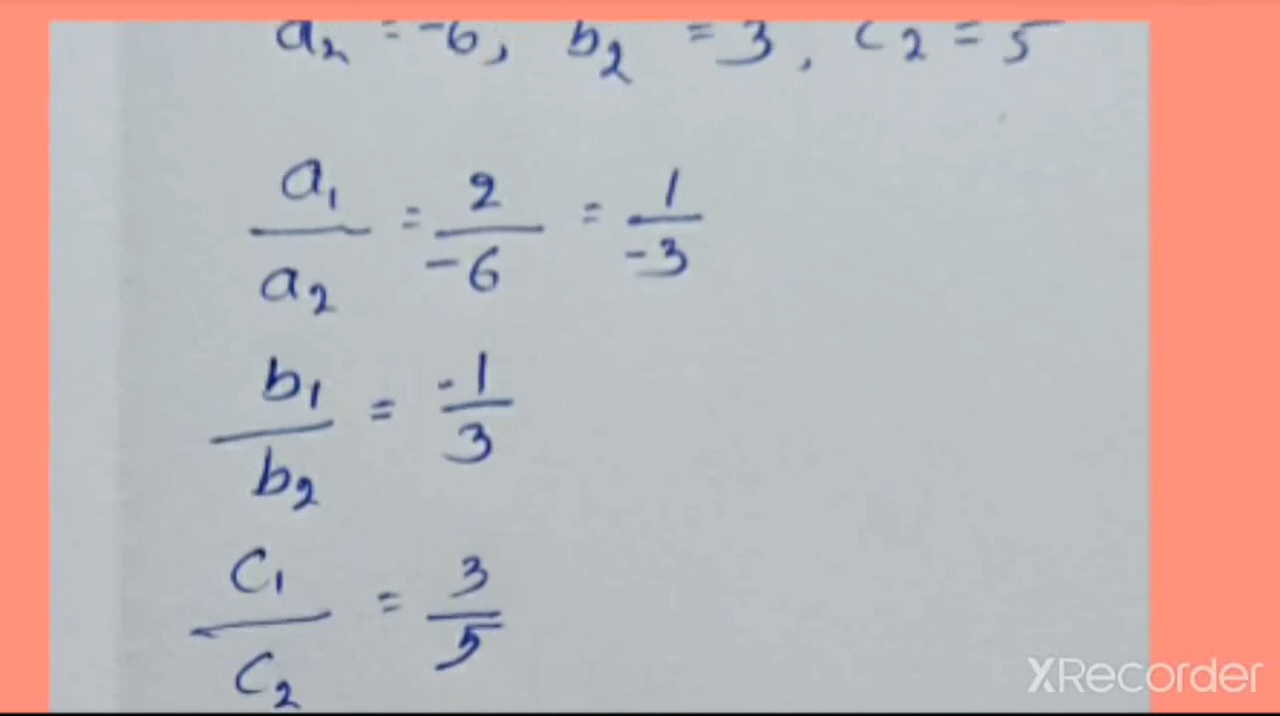 a₂ = -6, b₂ = 3, c₂ = 5
a₁/a₂ = 2/-6 = 1/-3
b₁/b₂ = -1/3
c₁/c₂ = 3/5
XRecorder